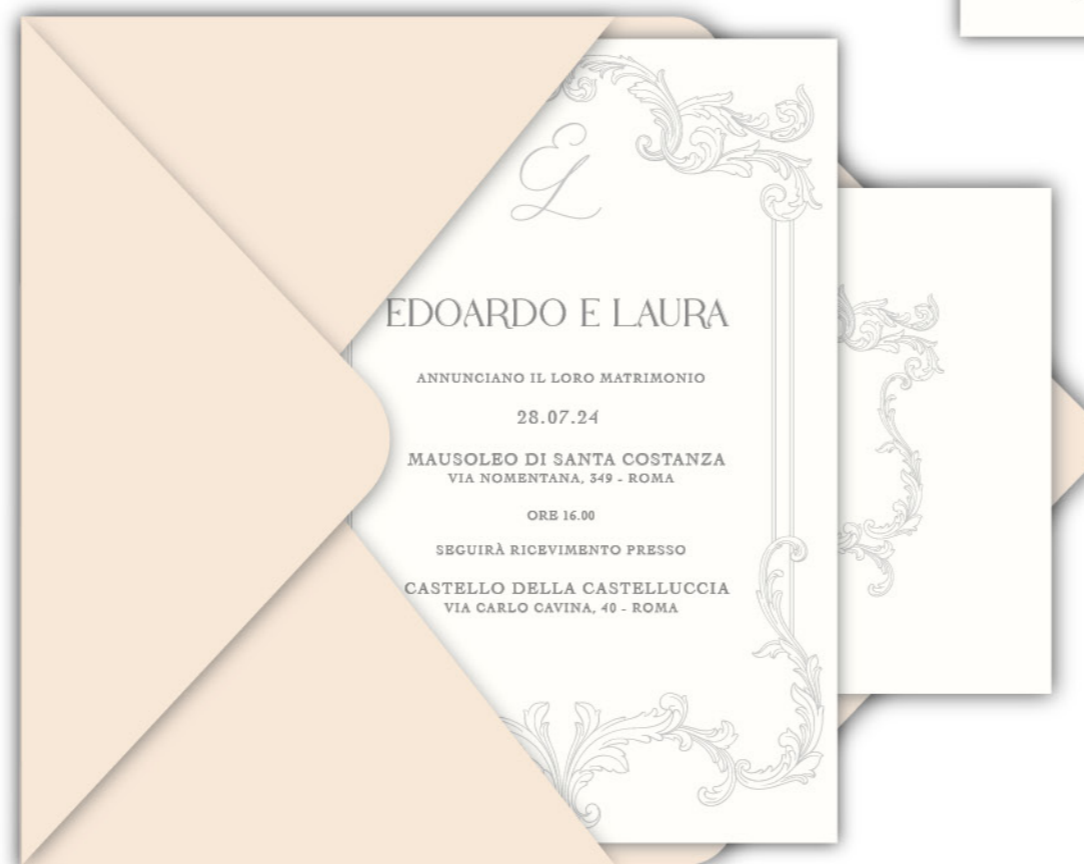 EL
EDOARDO E LAURA
ANNUNCIANO IL LORO MATRIMONIO
28.07.24
MAUSOLEO DI SANTA COSTANZA
VIA NOMENTANA, 349 - ROMA
ORE 16.00
SEGUIRÀ RICEVIMENTO PRESSO
CASTELLO DELLA CASTELLUCCIA
VIA CARLO CAVINA, 40 - ROMA